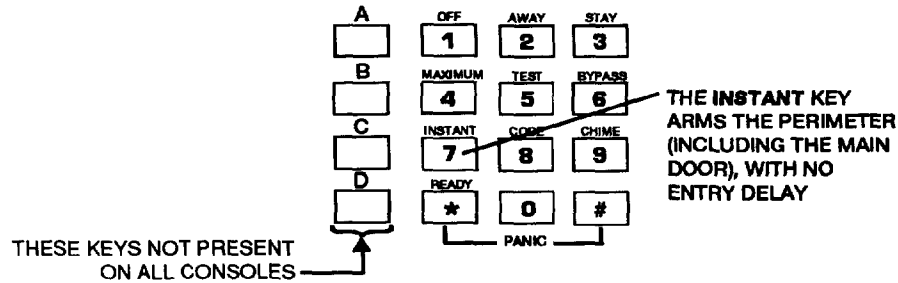 A OFF AWAY STAY
1 2 3
B MAXIMUM TEST BYPASS
4 5 6
C INSTANT CODE CHIME
7 8 9
D READY
* 0 #
PANIC
THE INSTANT KEY
ARMS THE PERIMETER
(INCLUDING THE MAIN
DOOR), WITH NO
ENTRY DELAY
THESE KEYS NOT PRESENT
ON ALL CONSOLES